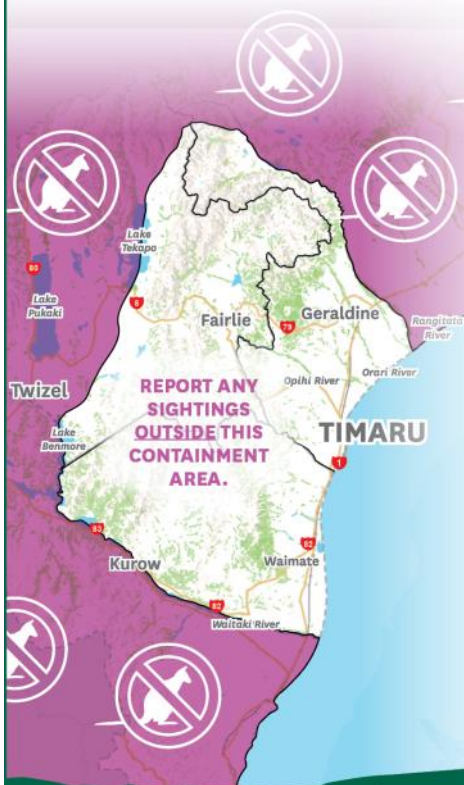 Lake
Tekapo
80
Lake
Pukaki
8
Fairlie
79
Geraldine
Rangitata
River
Opihi River
Orari River
Twizel
REPORT ANY
SIGHTINGS
OUTSIDE THIS
CONTAINMENT
AREA.
TIMARU
Lake
Benmore
1
83
Kurow
82
Waimate
82
Waitaki River